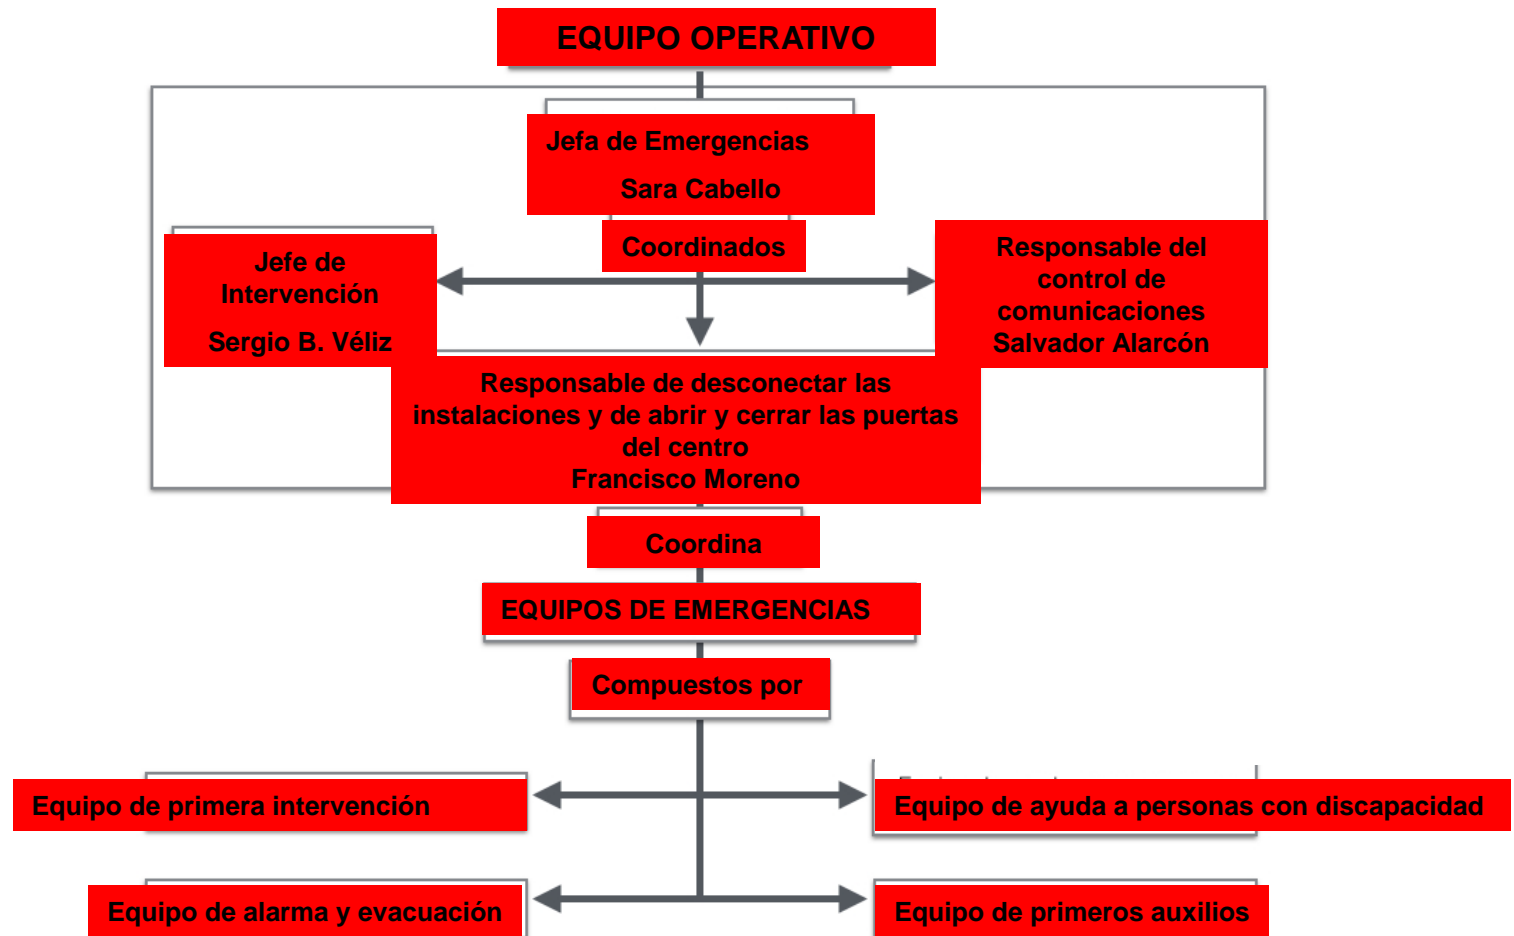 EQUIPO OPERATIVO
Jefa de Emergencias
Sara Cabello
Coordinados
Jefe de
Intervención
Sergio B. Véliz
Responsable del
control de
comunicaciones
Salvador Alarcón
Responsable de desconectar las
instalaciones y de abrir y cerrar las puertas
del centro
Francisco Moreno
Coordina
EQUIPOS DE EMERGENCIAS
Compuestos por
Equipo de primera intervención
Equipo de ayuda a personas con discapacidad
Equipo de alarma y evacuación
Equipo de primeros auxilios